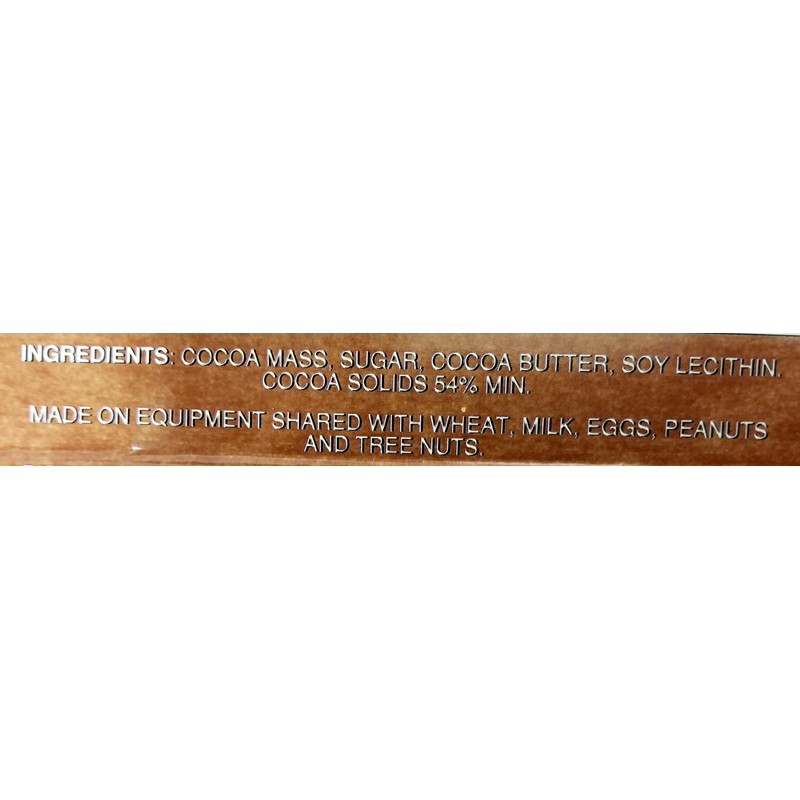 INGREDIENTS: COCOA MASS, SUGAR, COCOA BUTTER, SOY LECITHIN.
COCOA SOLIDS 54% MIN.
MADE ON EQUIPMENT SHARED WITH WHEAT, MILK, EGGS, PEANUTS
AND TREE NUTS.